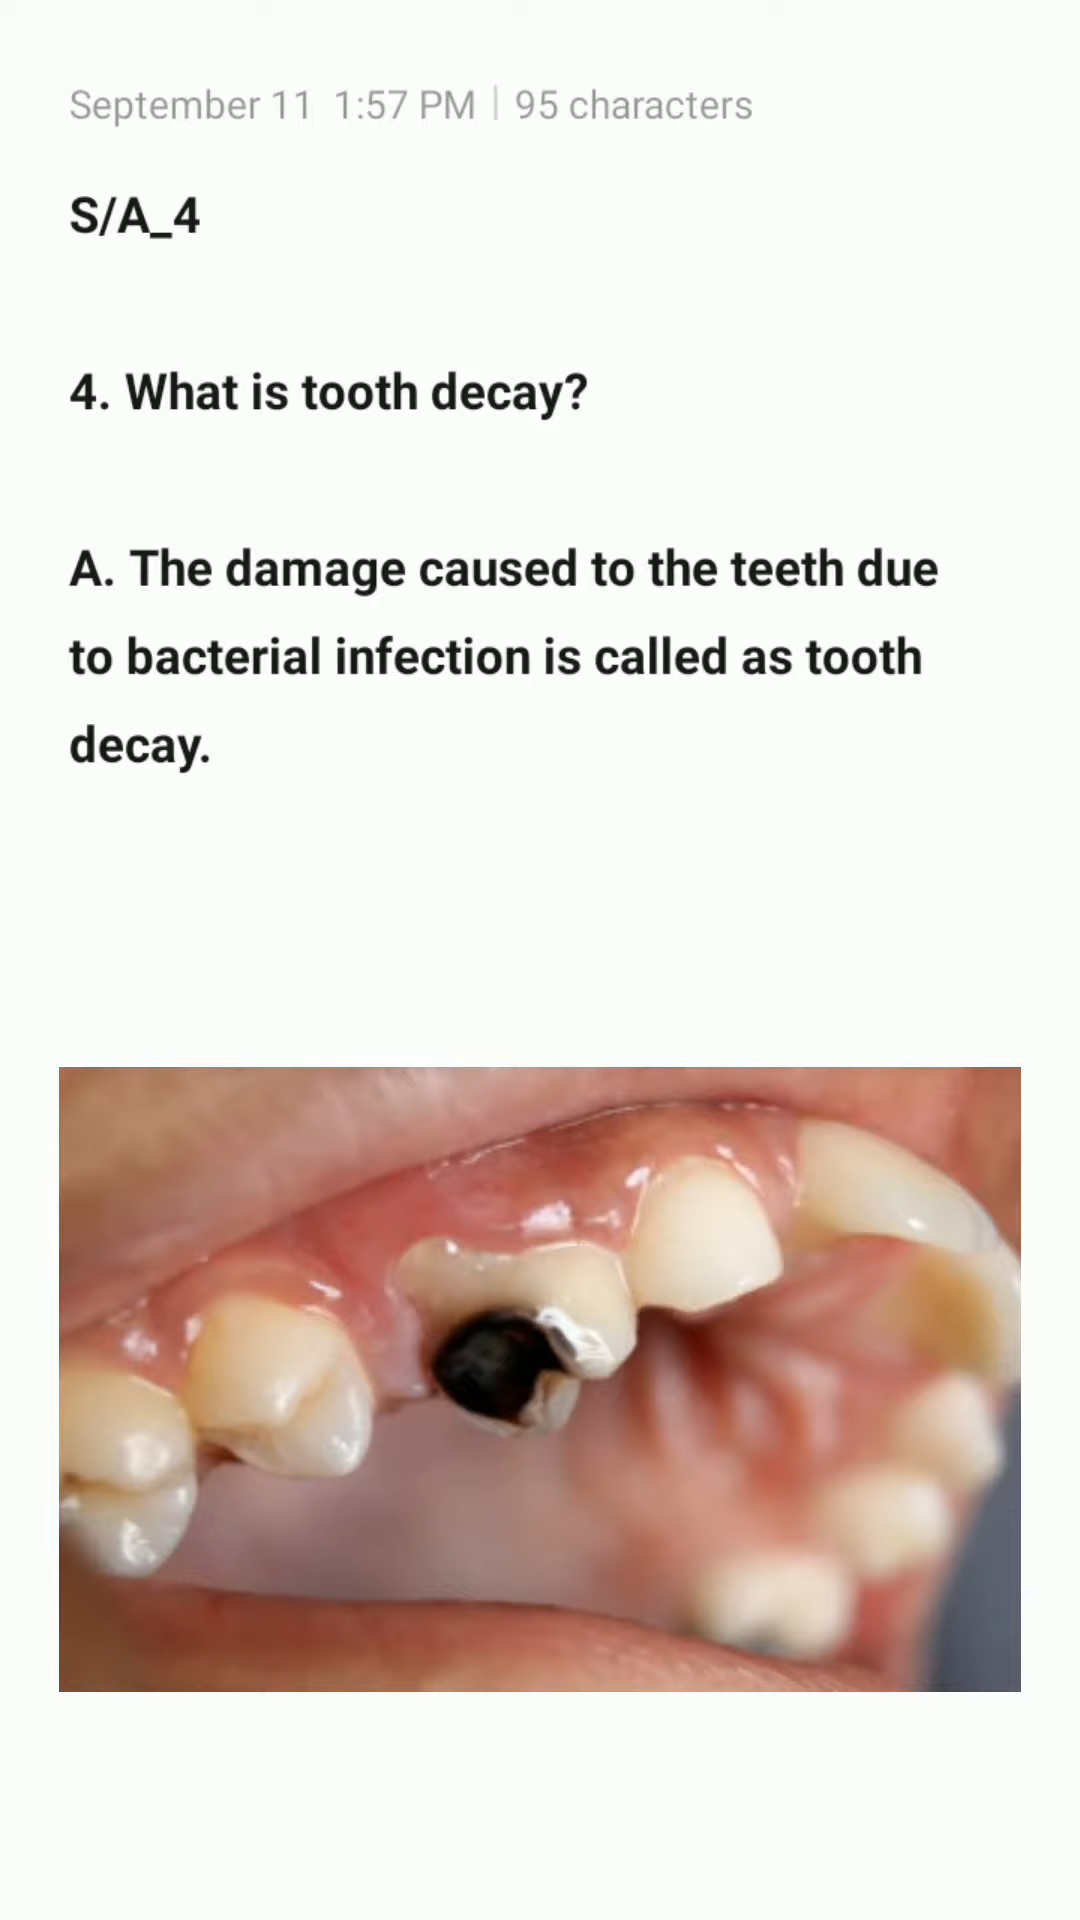 September 11 1:57 PM | 95 characters
S/A_4
4. What is tooth decay?
A. The damage caused to the teeth due
to bacterial infection is called as tooth
decay.